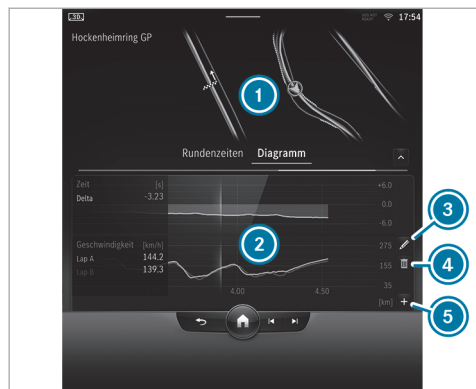 3D
17:54
Hockenheimring GP
1
Rundenzeiten Diagramm
Zeit [s]
Delta -3.23
+6.0
0.0
-6.0
3
Geschwindigkeit [km/h]
Lap A 144.2
Lap B 139.3
2
275
155
35
4
4.00 4.50
[km]
5